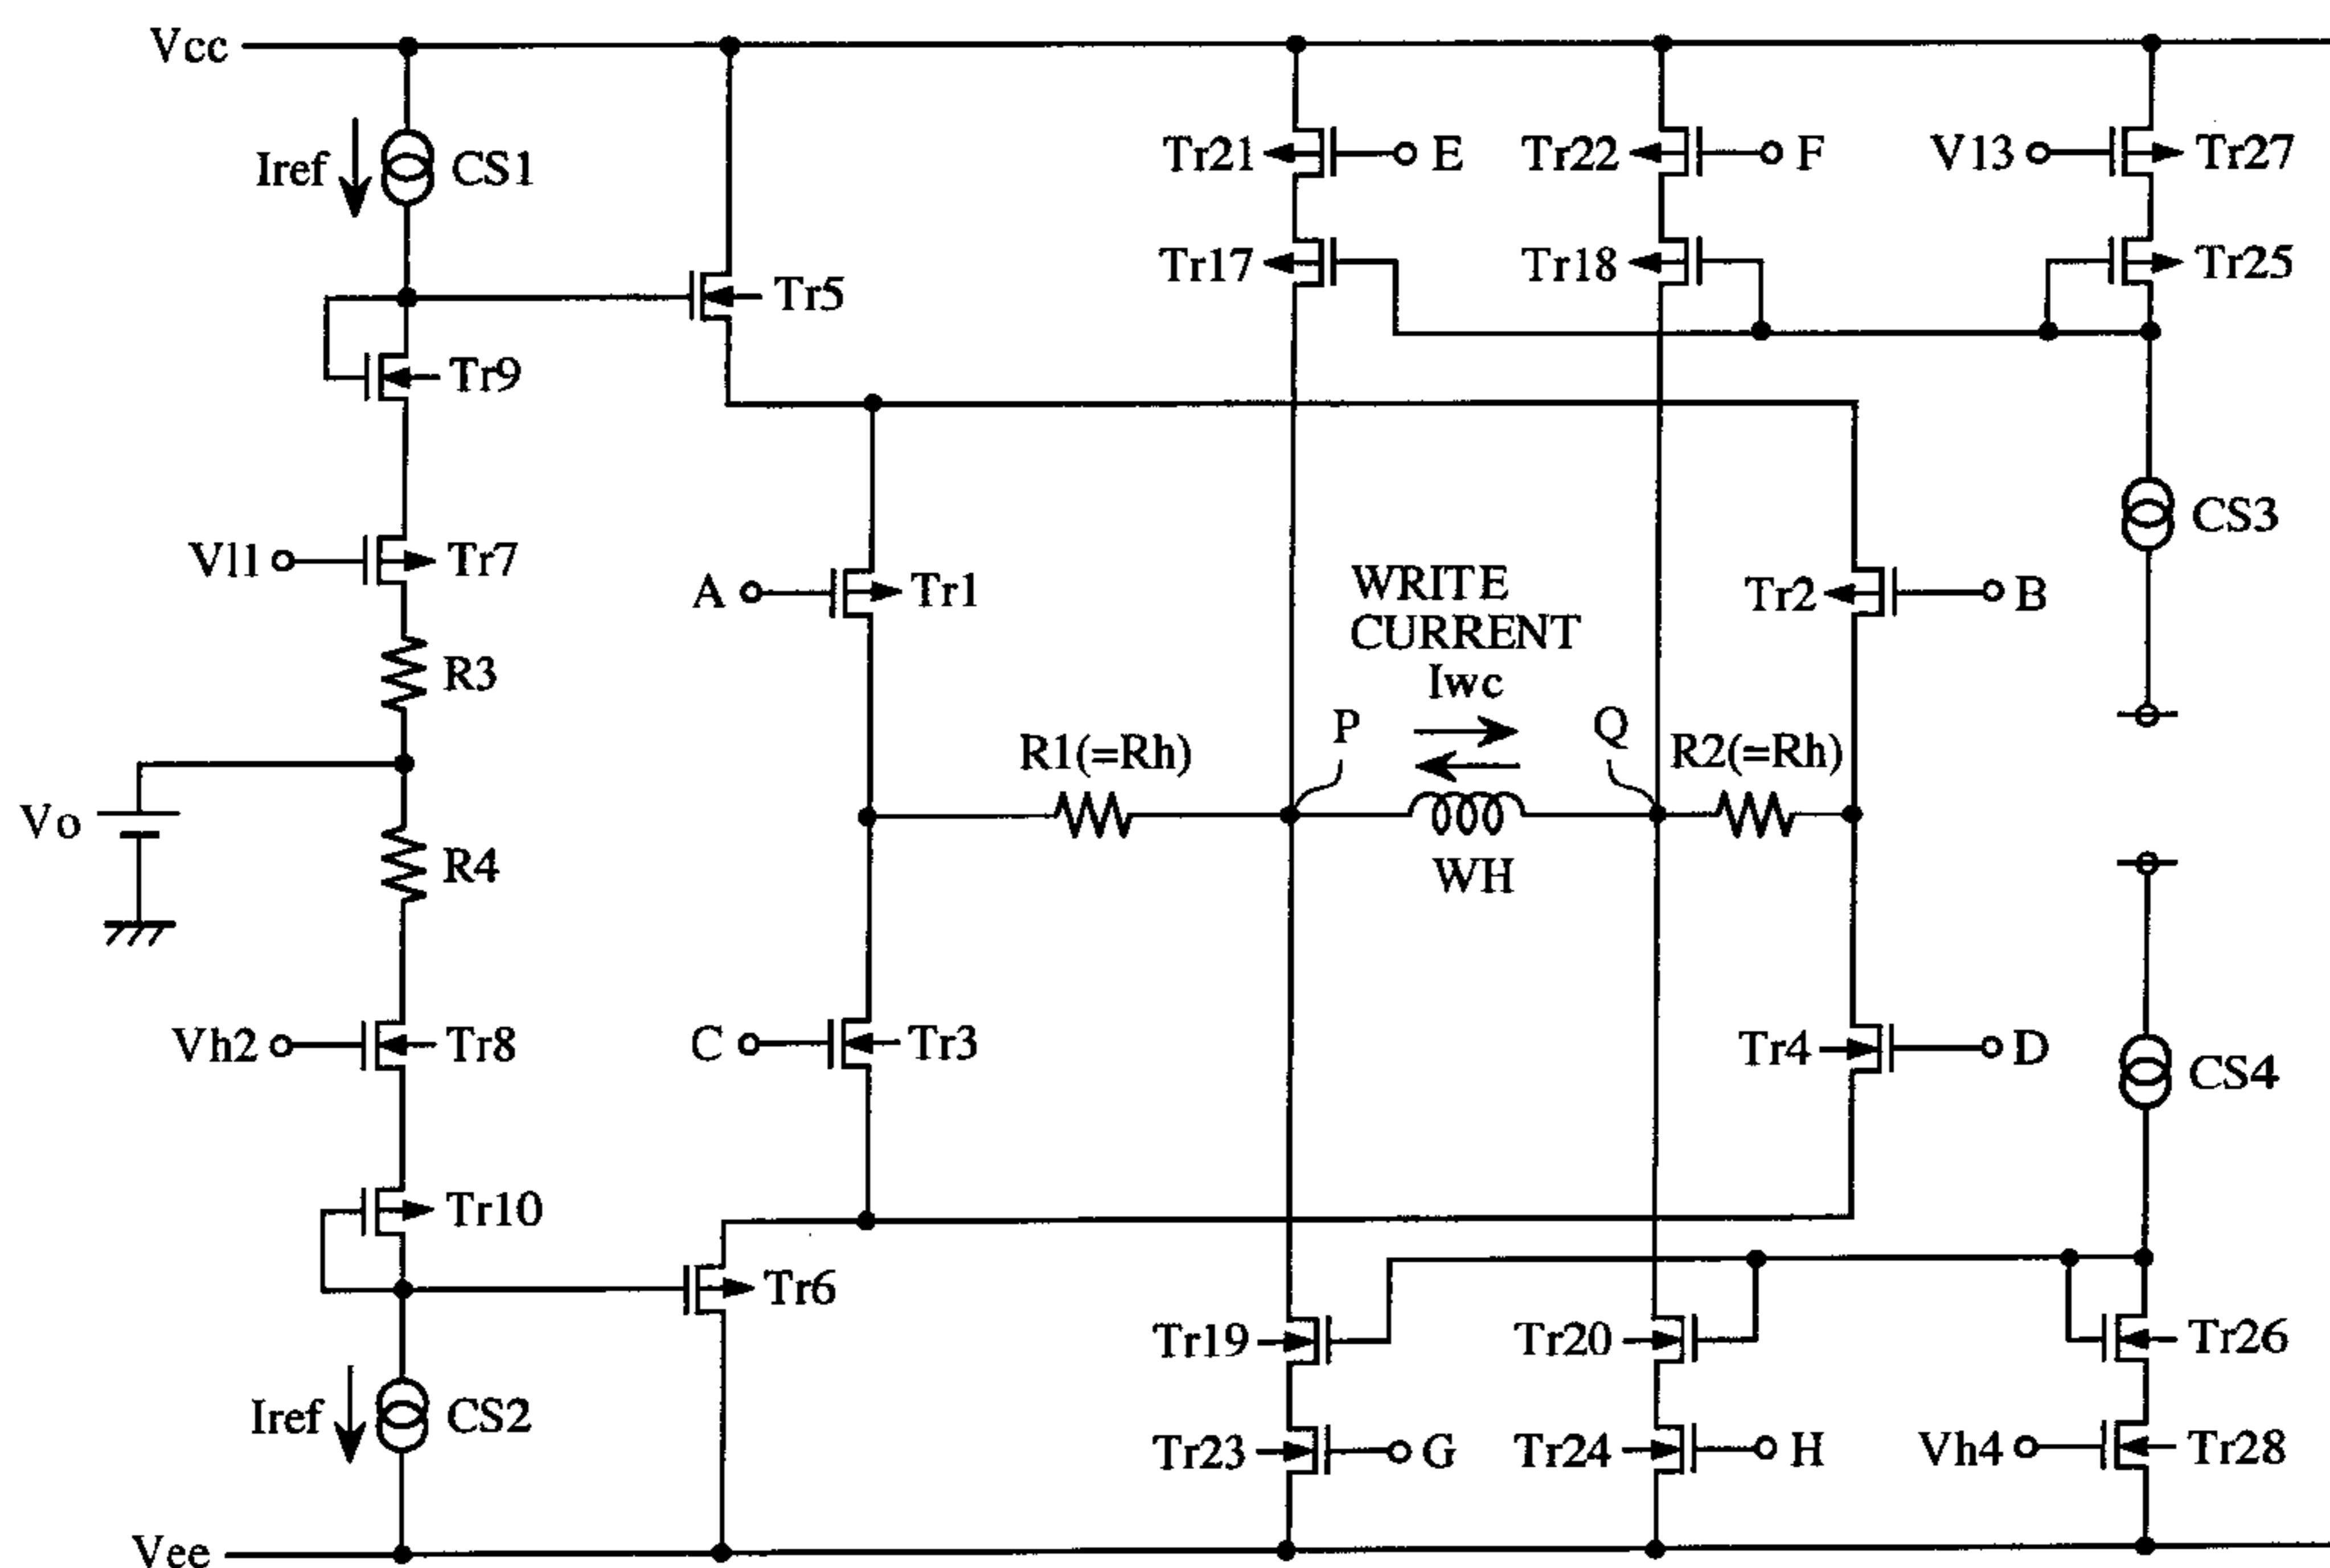 Vcc
Iref
CS1
Tr21
E
Tr22
F
V13
Tr27
Tr17
Tr18
Tr25
Tr5
Tr9
CS3
Vl1
Tr7
A
Tr1
WRITE
CURRENT
Iwc
Tr2
B
R3
R1(=Rh)
P
Q
R2(=Rh)
Vo
R4
WH
Vh2
Tr8
C
Tr3
Tr4
D
CS4
Tr10
Tr6
Tr19
Tr20
Tr26
Iref
CS2
Tr23
G
Tr24
H
Vh4
Tr28
Vee